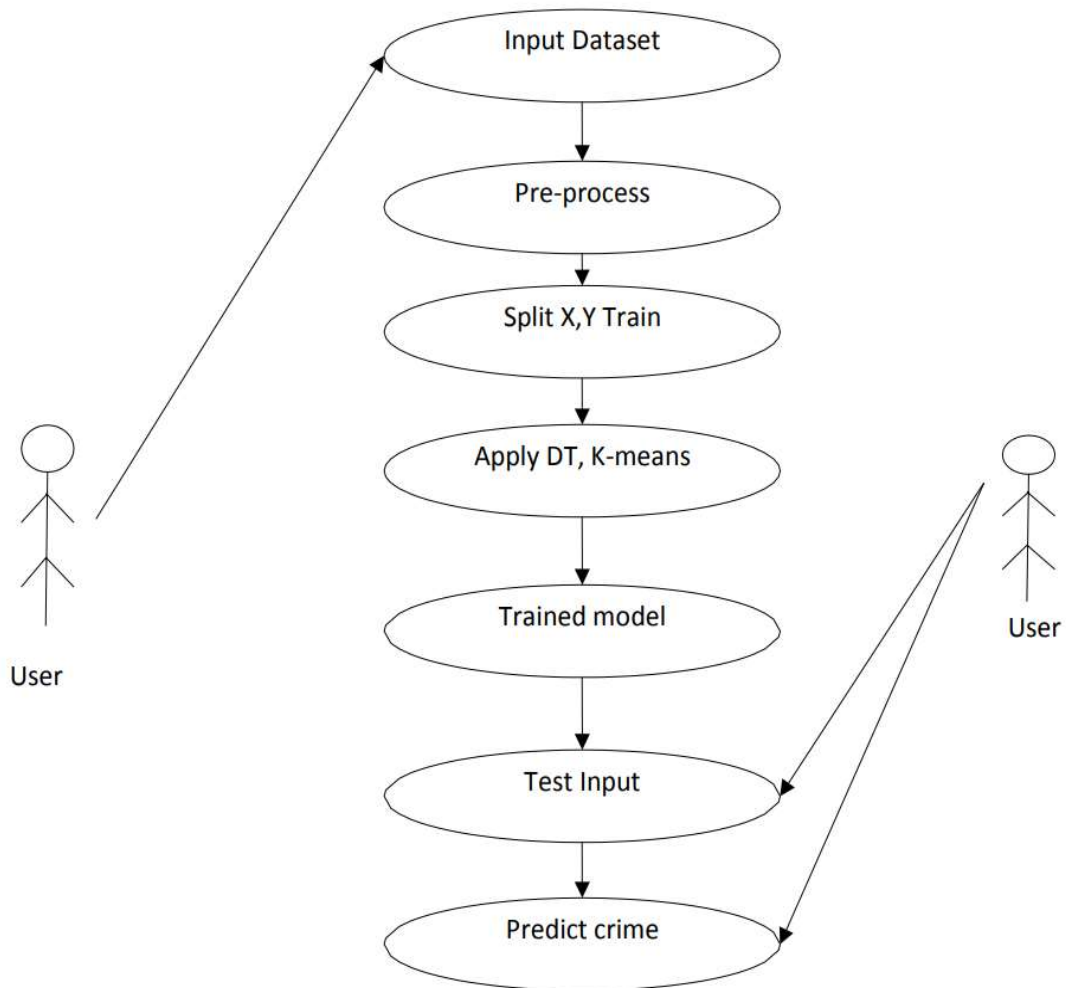 Input Dataset
Pre-process
Split X,Y Train
Apply DT, K-means
Trained model
User
User
Test Input
Predict crime